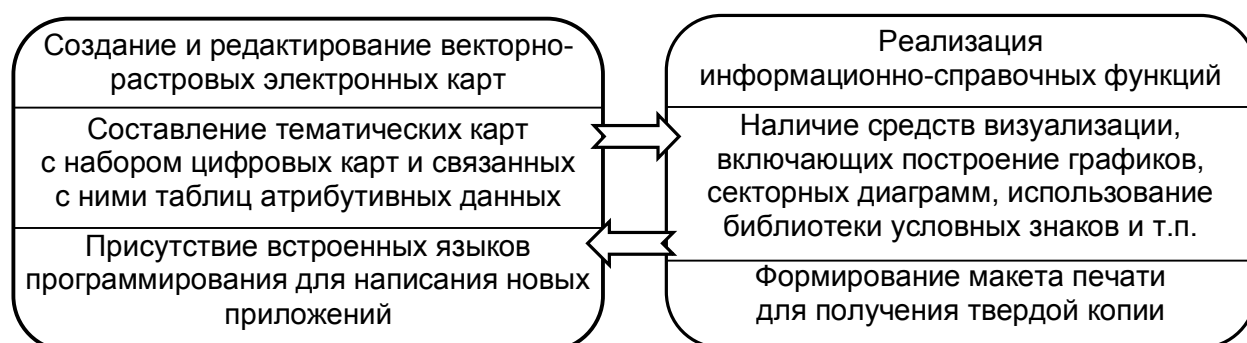 Создание и редактирование векторно-
растровых электронных карт
Составление тематических карт
с набором цифровых карт и связанных
с ними таблиц атрибутивных данных
Присутствие встроенных языков
программирования для написания новых
приложений
Реализация
информационно-справочных функций
Наличие средств визуализации,
включающих построение графиков,
секторных диаграмм, использование
библиотеки условных знаков и т.п.
Формирование макета печати
для получения твердой копии